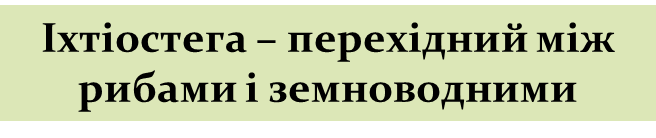 Іхтіостега – перехідний між
рибами і земноводними